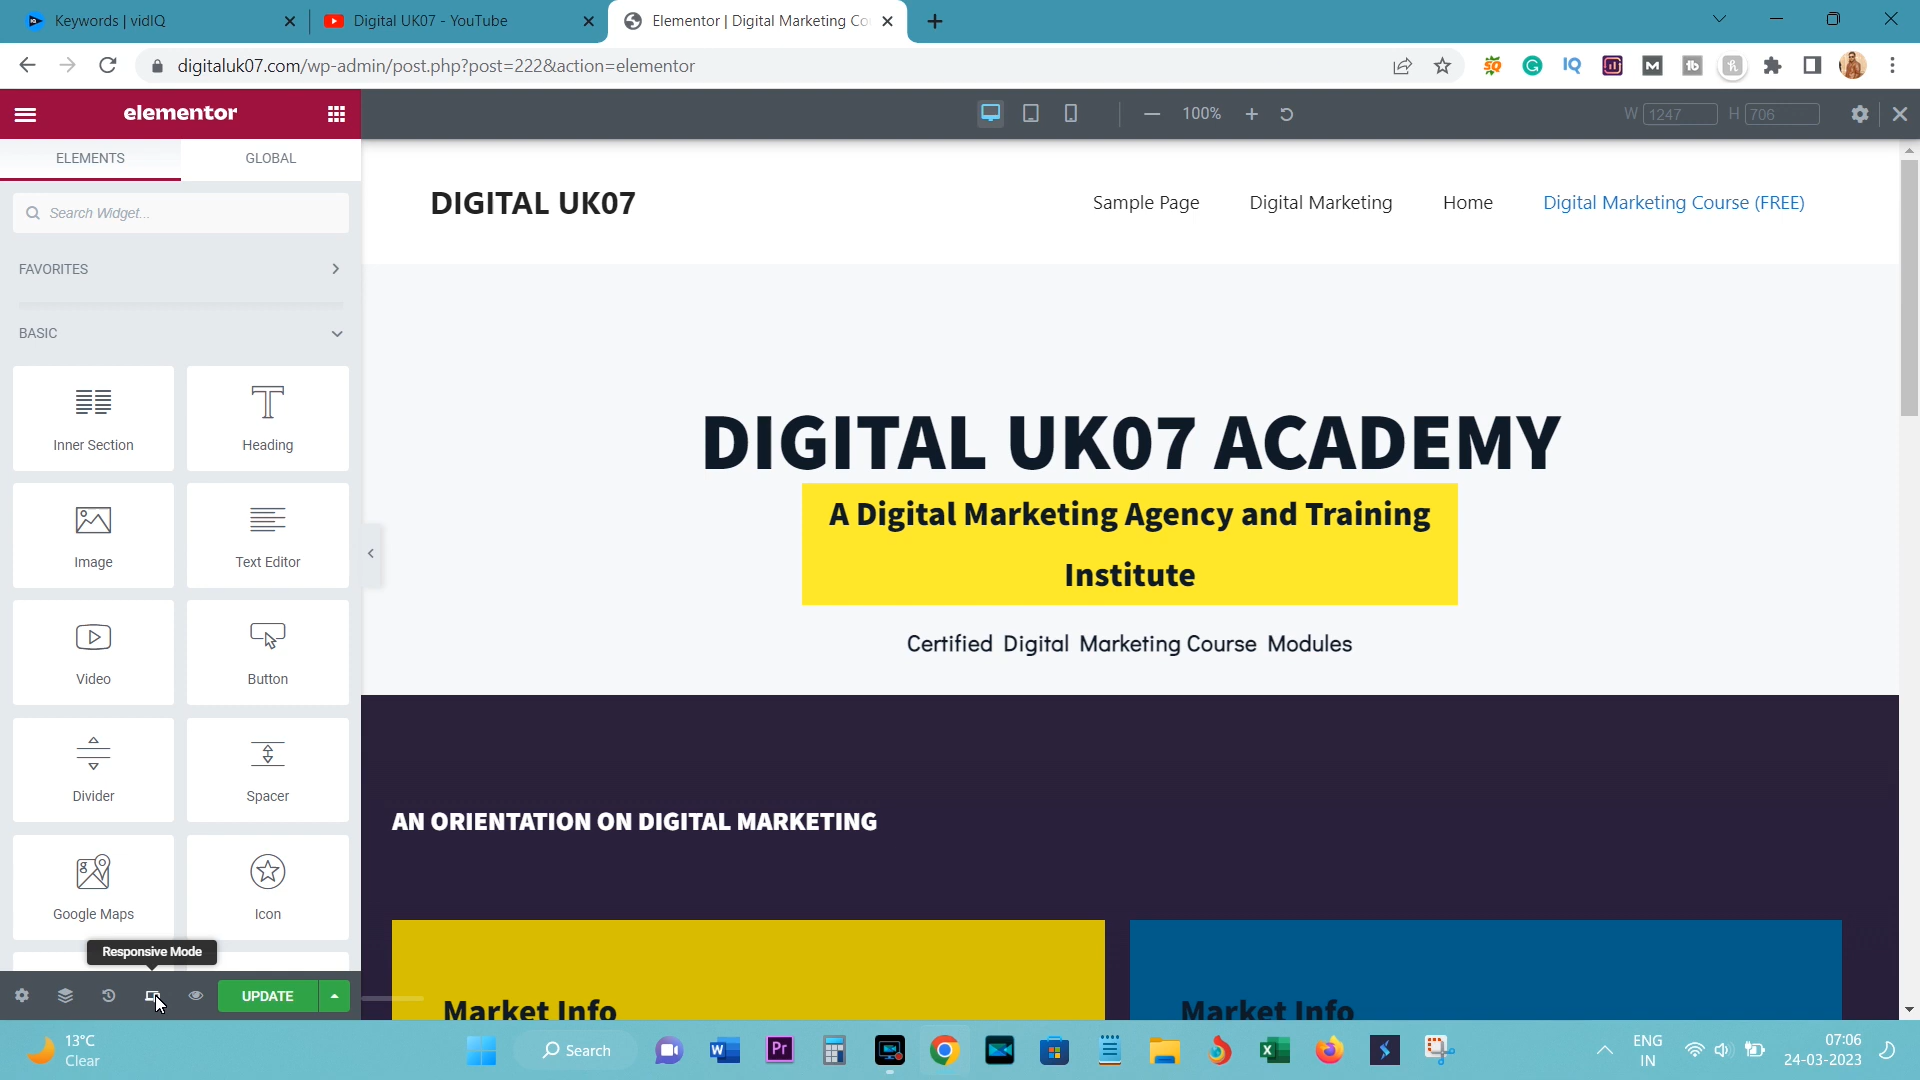 Keywords | vidIQ
Digital UK07 - YouTube
Elementor | Digital Marketing Co
digitaluk07.com/wp-admin/post.php?post=222&action=elementor
elementor
100%
W 1247
H 706
ELEMENTS
GLOBAL
DIGITAL UK07
Sample Page
Digital Marketing
Home
Digital Marketing Course (FREE)
Search Widget...
FAVORITES
BASIC
Inner Section
Heading
DIGITAL UK07 ACADEMY
A Digital Marketing Agency and Training
Institute
Image
Text Editor
Certified Digital Marketing Course Modules
Video
Button
Divider
Spacer
AN ORIENTATION ON DIGITAL MARKETING
Google Maps
Icon
Responsive Mode
UPDATE
Market Info
Market Info
13°C
Clear
Search
ENG
IN
07:06
24-03-2023